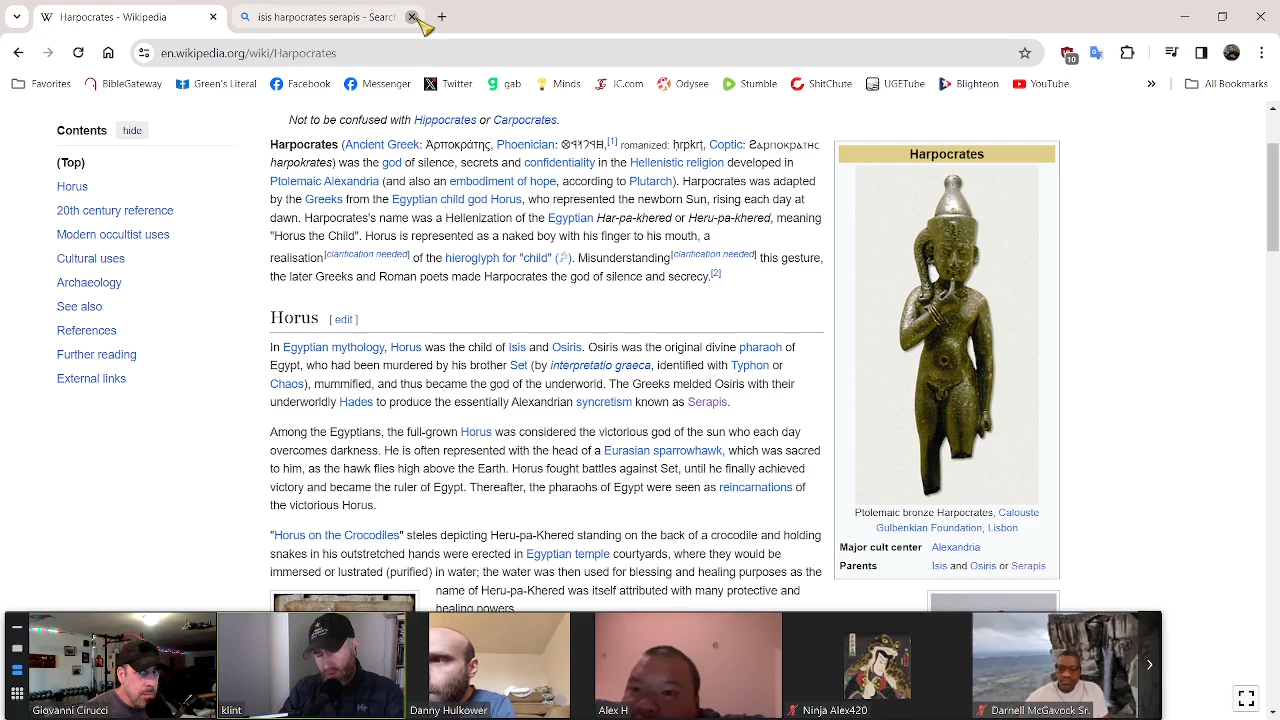 Harpocrates - Wikipedia
isis harpocrates serapis - Search
en.wikipedia.org/wiki/Harpocrates
10
Favorites
BibleGateway
Green's Literal
Facebook
Messenger
Twitter
gab
Minds
JC.com
Odysee
Stumble
ShitChute
UGETube
Blighteon
YouTube
»
All Bookmarks
Contents hide
(Top)
Horus
20th century reference
Modern occultist uses
Cultural uses
Archaeology
See also
References
Further reading
External links
Not to be confused with Hippocrates or Carpocrates.
Harpocrates (Ancient Greek: Ἁρποκράτης, Phoenician: 𐤇𐤓𐤐𐤊𐤓𐤈,[1] romanized: ḥrpkrṭ, Coptic: Ϩⲁⲣⲡⲟⲕⲣⲁⲧⲏⲥ
harpokratēs) was the god of silence, secrets and confidentiality in the Hellenistic religion developed in
Ptolemaic Alexandria (and also an embodiment of hope, according to Plutarch). Harpocrates was adapted
by the Greeks from the Egyptian child god Horus, who represented the newborn Sun, rising each day at
dawn. Harpocrates's name was a Hellenization of the Egyptian Har-pa-khered or Heru-pa-khered, meaning
"Horus the Child". Horus is represented as a naked boy with his finger to his mouth, a
realisation[clarification needed] of the hieroglyph for "child" (𓀔). Misunderstanding[clarification needed] this gesture,
the later Greeks and Roman poets made Harpocrates the god of silence and secrecy.[2]
Horus [ edit ]
In Egyptian mythology, Horus was the child of Isis and Osiris. Osiris was the original divine pharaoh of
Egypt, who had been murdered by his brother Set (by interpretatio graeca, identified with Typhon or
Chaos), mummified, and thus became the god of the underworld. The Greeks melded Osiris with their
underworldly Hades to produce the essentially Alexandrian syncretism known as Serapis.
Among the Egyptians, the full-grown Horus was considered the victorious god of the sun who each day
overcomes darkness. He is often represented with the head of a Eurasian sparrowhawk, which was sacred
to him, as the hawk flies high above the Earth. Horus fought battles against Set, until he finally achieved
victory and became the ruler of Egypt. Thereafter, the pharaohs of Egypt were seen as reincarnations of
the victorious Horus.
"Horus on the Crocodiles" steles depicting Heru-pa-Khered standing on the back of a crocodile and holding
snakes in his outstretched hands were erected in Egyptian temple courtyards, where they would be
immersed or lustrated (purified) in water; the water was then used for blessing and healing purposes as the
name of Heru-pa-Khered was itself attributed with many protective and
healing powers.
Harpocrates
Ptolemaic bronze Harpocrates, Calouste
Gulbenkian Foundation, Lisbon
Major cult center Alexandria
Parents Isis and Osiris or Serapis
Giovanni Cirucci
klint
Danny Hulkower
Alex H
Ninja Alex420
Darnell McGavock Sr.